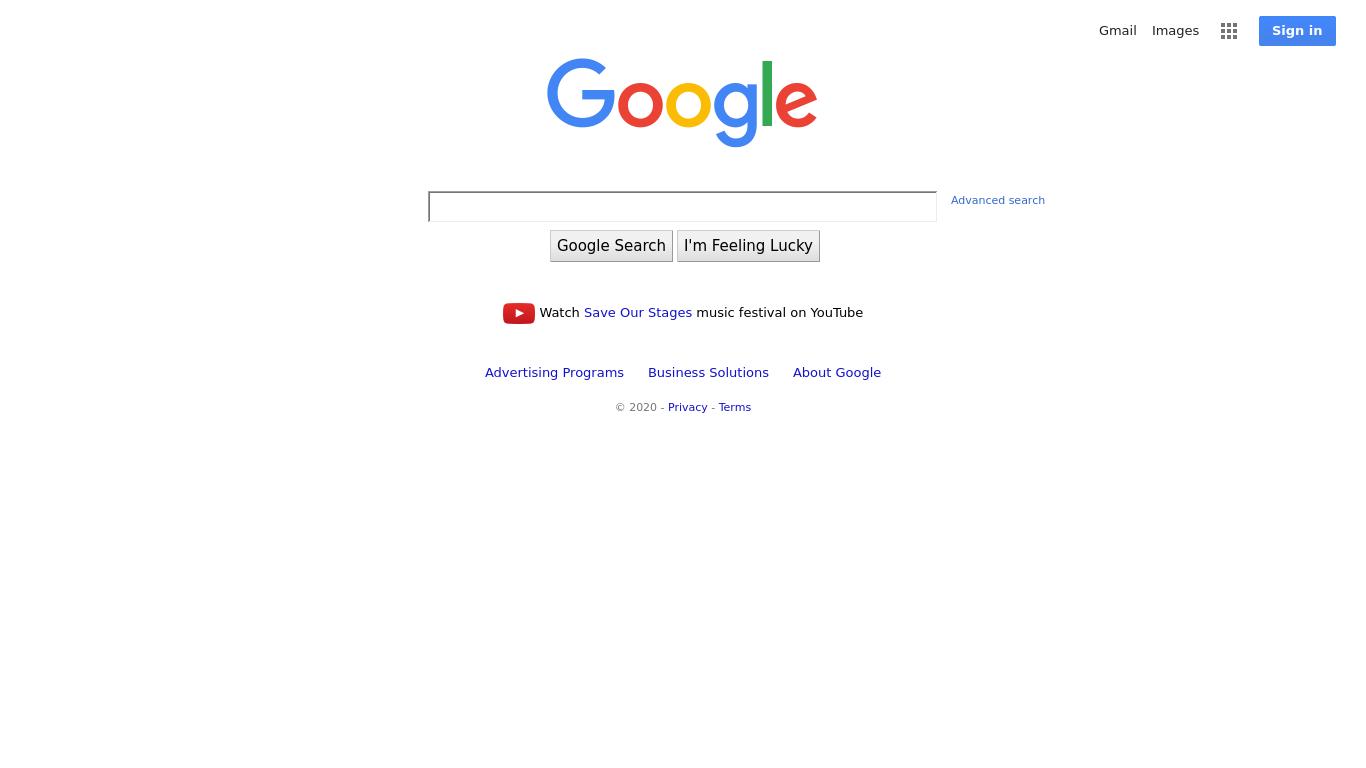 Gmail Images Sign in
Google
Advanced search
Google Search I'm Feeling Lucky
Watch Save Our Stages music festival on YouTube
Advertising Programs Business Solutions About Google
© 2020 - Privacy - Terms